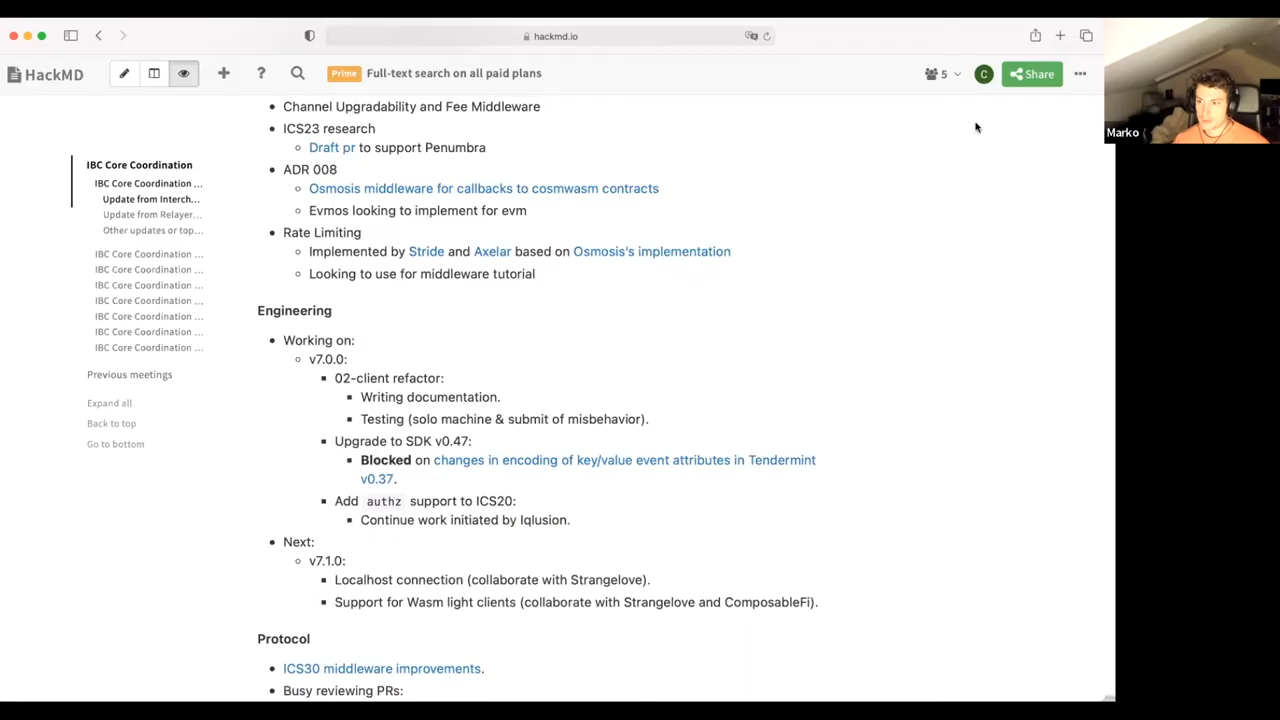 hackmd.io
HackMD
Prime Full-text search on all paid plans
5
C
Share
Marko
IBC Core Coordination
IBC Core Coordination ...
Update from Interch...
Update from Relayer...
Other updates or top...
IBC Core Coordination ...
IBC Core Coordination ...
IBC Core Coordination ...
IBC Core Coordination ...
IBC Core Coordination ...
IBC Core Coordination ...
IBC Core Coordination ...
Previous meetings
Expand all
Back to top
Go to bottom
Channel Upgradability and Fee Middleware
ICS23 research
Draft pr to support Penumbra
ADR 008
Osmosis middleware for callbacks to cosmwasm contracts
Evmos looking to implement for evm
Rate Limiting
Implemented by Stride and Axelar based on Osmosis's implementation
Looking to use for middleware tutorial
Engineering
Working on:
v7.0.0:
02-client refactor:
Writing documentation.
Testing (solo machine & submit of misbehavior).
Upgrade to SDK v0.47:
Blocked on changes in encoding of key/value event attributes in Tendermint
v0.37.
Add authz support to ICS20:
Continue work initiated by Iqlusion.
Next:
v7.1.0:
Localhost connection (collaborate with Strangelove).
Support for Wasm light clients (collaborate with Strangelove and ComposableFi).
Protocol
ICS30 middleware improvements.
Busy reviewing PRs: